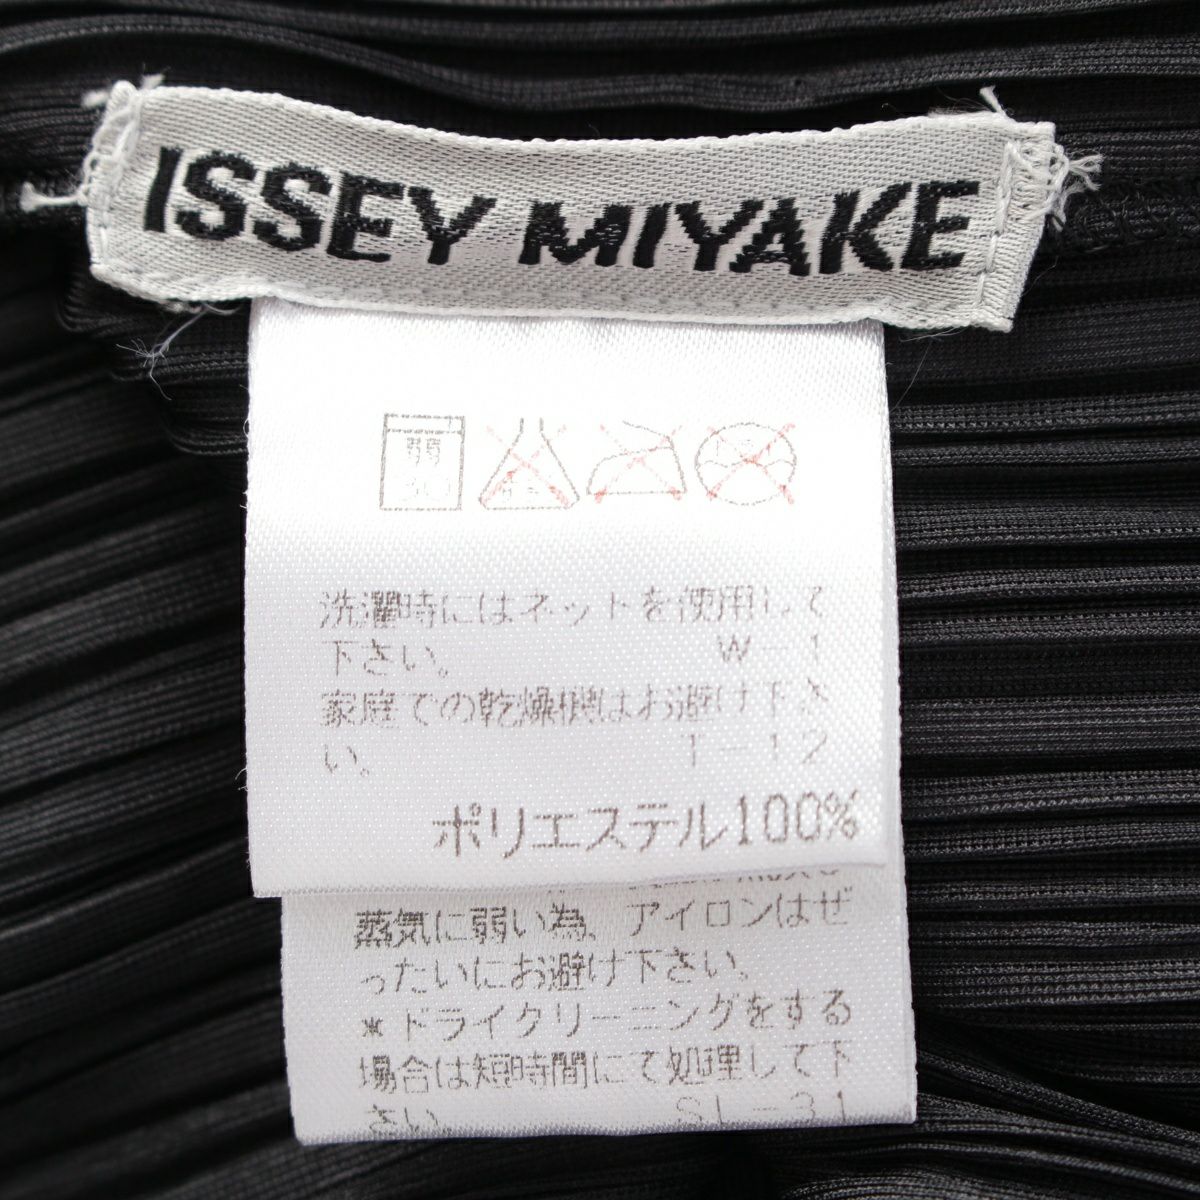 ISSEY MIYAKE
弱
洗濯時にはネットを使用して
下さい。 W-1
家庭での乾燥機はお避け下さ
い。 T-12
ポリエステル100%
蒸気に弱い為、アイロンはぜ
ったいにお避け下さい。
*ドライクリーニングをする
場合は短時間にて処理して下
さい。 SL-31